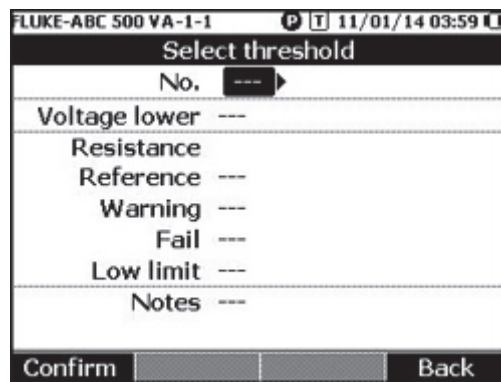 FLUKE-ABC 500 VA-1-1 P T 11/01/14 03:59
Select threshold
No. ---
Voltage lower ---
Resistance
Reference ---
Warning ---
Fail ---
Low limit ---
Notes ---
Confirm Back